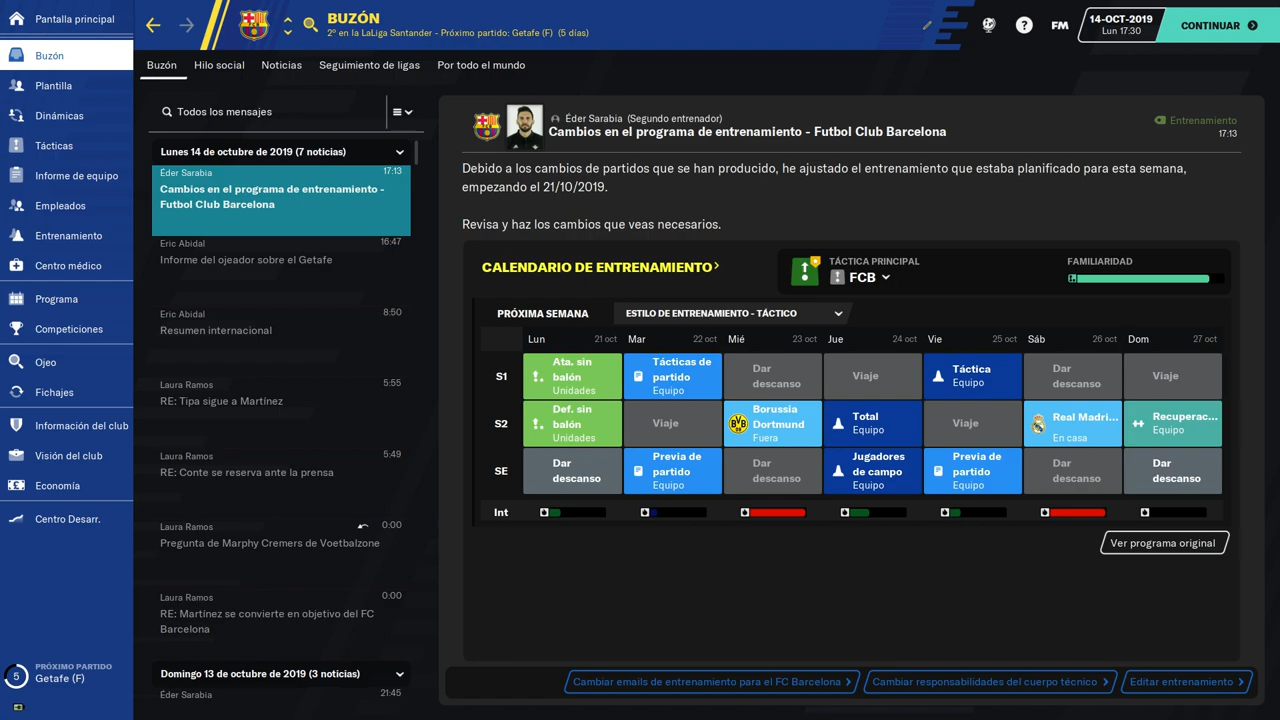 Pantalla principal
Buzón
Plantilla
Dinámicas
Tácticas
Informe de equipo
Empleados
Entrenamiento
Centro médico
Programa
Competiciones
Ojeo
Fichajes
Información del club
Visión del club
Economía
Centro Desarr.
5
PRÓXIMO PARTIDO
Getafe (F)
BUZÓN
2º en la LaLiga Santander - Próximo partido: Getafe (F) (5 días)
?
FM
14-OCT-2019
Lun 17:30
CONTINUAR
Buzón Hilo social Noticias Seguimiento de ligas Por todo el mundo
Todos los mensajes
Lunes 14 de octubre de 2019 (7 noticias)
Éder Sarabia 17:13
Cambios en el programa de entrenamiento -
Futbol Club Barcelona
Eric Abidal 16:47
Informe del ojeador sobre el Getafe
Eric Abidal 8:50
Resumen internacional
Laura Ramos 5:55
RE: Tipa sigue a Martínez
Laura Ramos 5:49
RE: Conte se reserva ante la prensa
Laura Ramos 0:00
Pregunta de Marphy Cremers de Voetbalzone
Laura Ramos 0:00
RE: Martínez se convierte en objetivo del FC
Barcelona
Domingo 13 de octubre de 2019 (3 noticias)
Éder Sarabia 21:45
Éder Sarabia (Segundo entrenador)
Cambios en el programa de entrenamiento - Futbol Club Barcelona
Entrenamiento
17:13
Debido a los cambios de partidos que se han producido, he ajustado el entrenamiento que estaba planificado para esta semana,
empezando el 21/10/2019.
Revisa y haz los cambios que veas necesarios.
CALENDARIO DE ENTRENAMIENTO
TÁCTICA PRINCIPAL
FCB
FAMILIARIDAD
PRÓXIMA SEMANA
ESTILO DE ENTRENAMIENTO - TÁCTICO
Lun 21 oct Mar 22 oct Mié 23 oct Jue 24 oct Vie 25 oct Sáb 26 oct Dom 27 oct
S1
Ata. sin
balón
Unidades
Tácticas de
partido
Equipo
Dar
descanso
Viaje
Táctica
Equipo
Dar
descanso
Viaje
S2
Def. sin
balón
Unidades
Viaje
Borussia
Dortmund
Fuera
Total
Equipo
Viaje
Real Madri...
En casa
Recuperac...
Equipo
SE
Dar
descanso
Previa de
partido
Equipo
Dar
descanso
Jugadores
de campo
Equipo
Previa de
partido
Equipo
Dar
descanso
Dar
descanso
Int
Ver programa original
Cambiar emails de entrenamiento para el FC Barcelona
Cambiar responsabilidades del cuerpo técnico
Editar entrenamiento